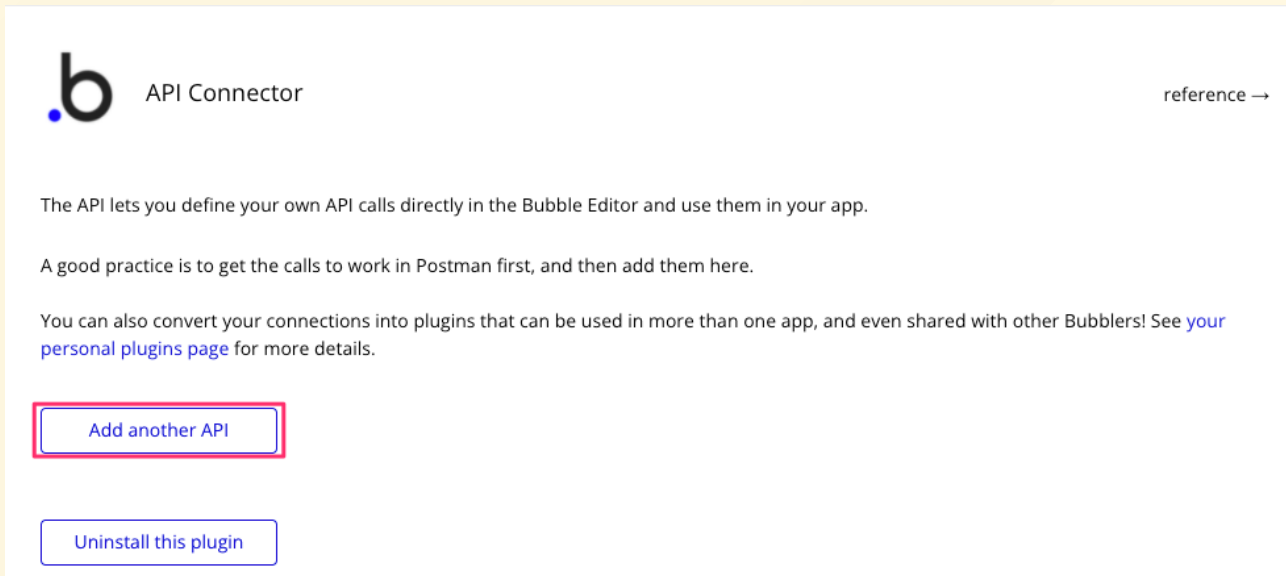 b
API Connector
reference →
The API lets you define your own API calls directly in the Bubble Editor and use them in your app.
A good practice is to get the calls to work in Postman first, and then add them here.
You can also convert your connections into plugins that can be used in more than one app, and even shared with other Bubblers! See your
personal plugins page for more details.
Add another API
Uninstall this plugin